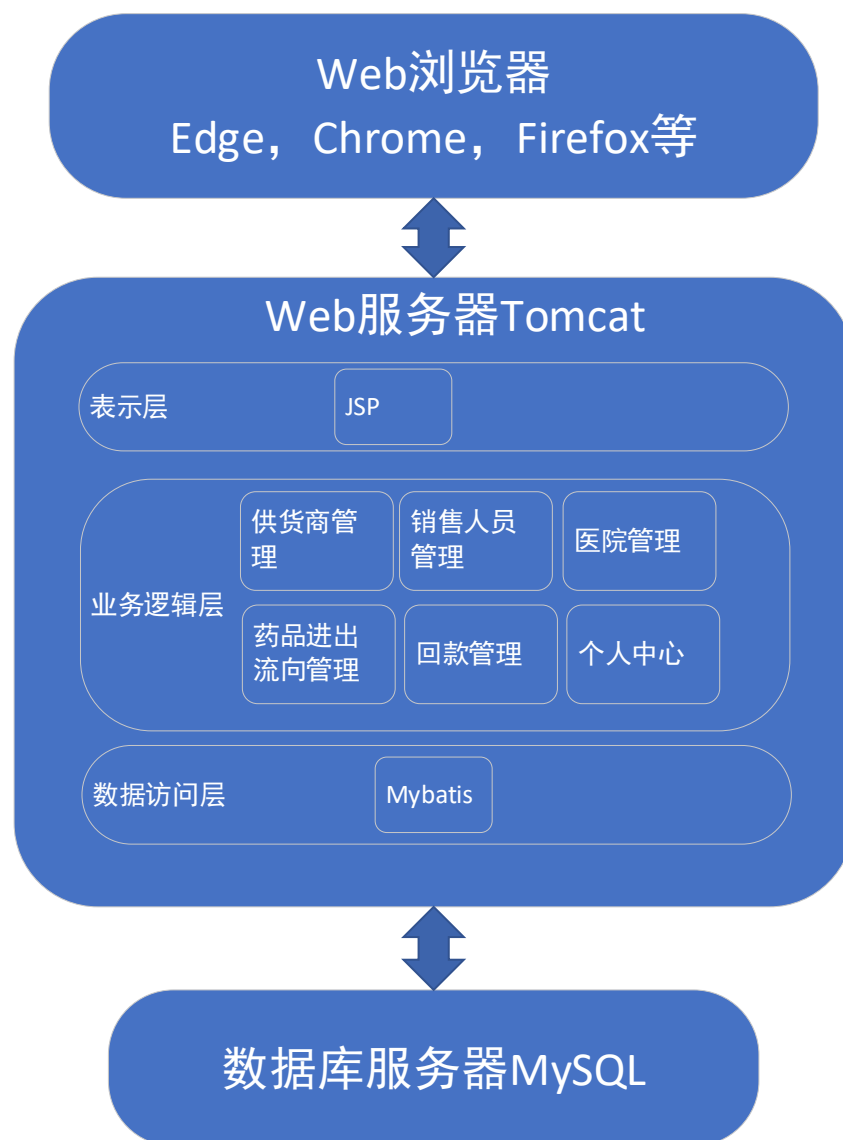 Web浏览器
Edge，Chrome，Firefox等
Web服务器Tomcat
表示层
JSP
业务逻辑层
供货商管
理
销售人员
管理
医院管理
药品进出
流向管理
回款管理
个人中心
数据访问层
Mybatis
数据库服务器MySQL